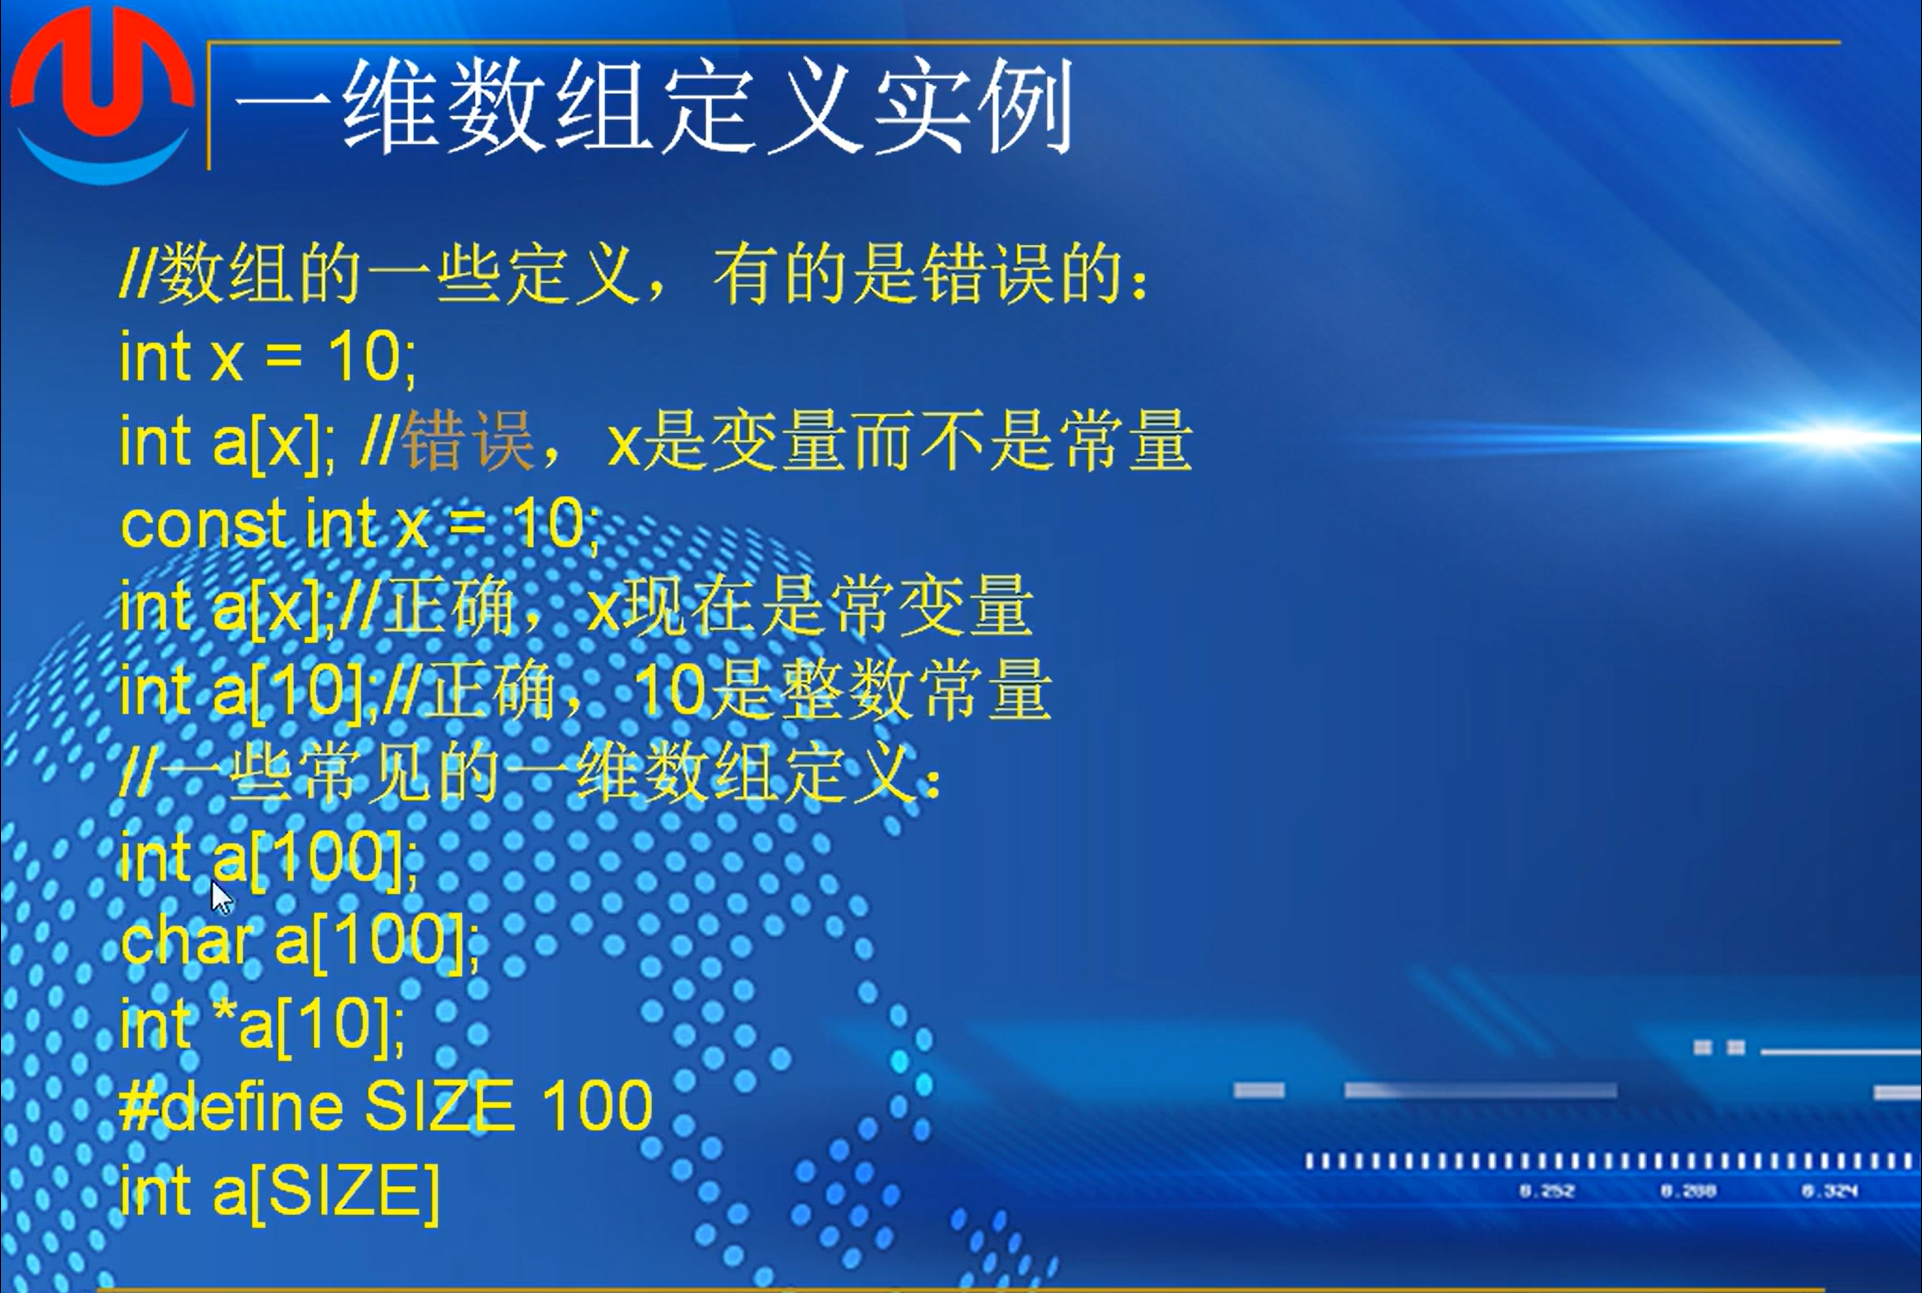 一维数组定义实例
//数组的一些定义，有的是错误的：
int x = 10;
int a[x]; //错误，x是变量而不是常量
const int x = 10;
int a[x];//正确，x现在是常变量
int a[10];//正确，10是整数常量
//一些常见的一维数组定义：
int a[100];
char a[100];
int *a[10];
#define SIZE 100
int a[SIZE]
0.252 0.288 0.324